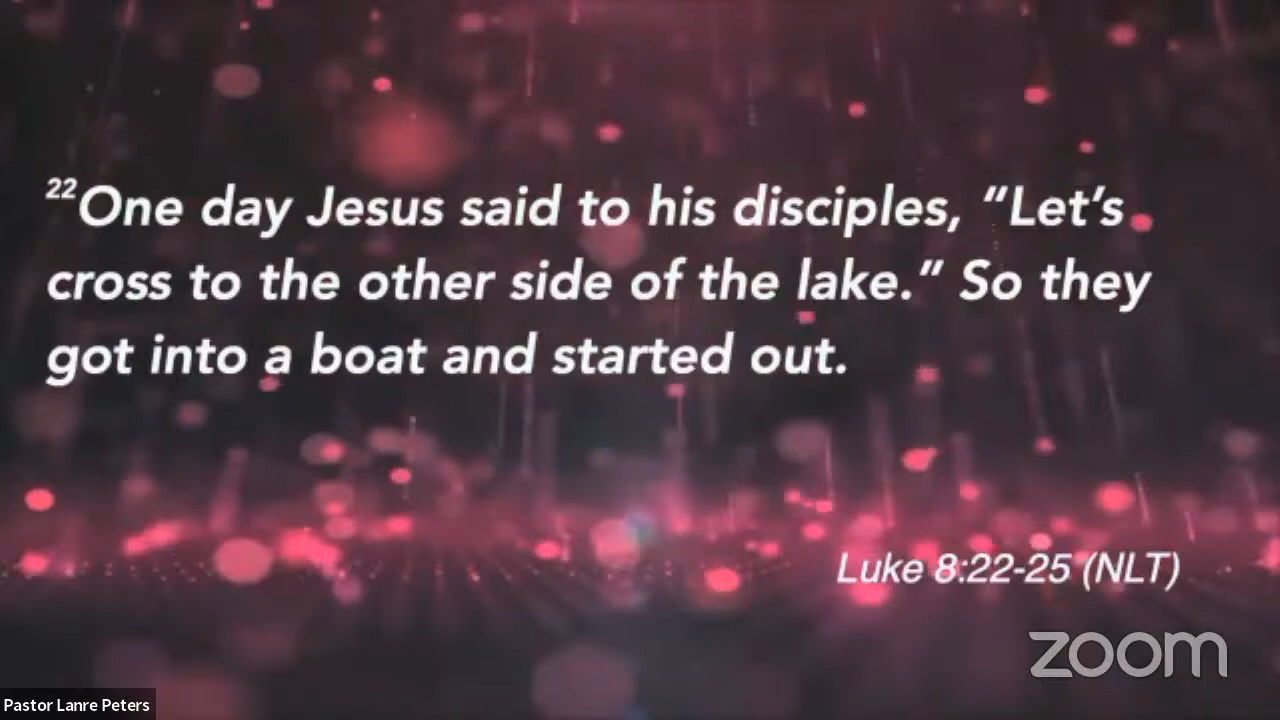 ²²One day Jesus said to his disciples, “Let’s
cross to the other side of the lake.” So they
got into a boat and started out.
Luke 8:22-25 (NLT)
zoom
Pastor Lanre Peters